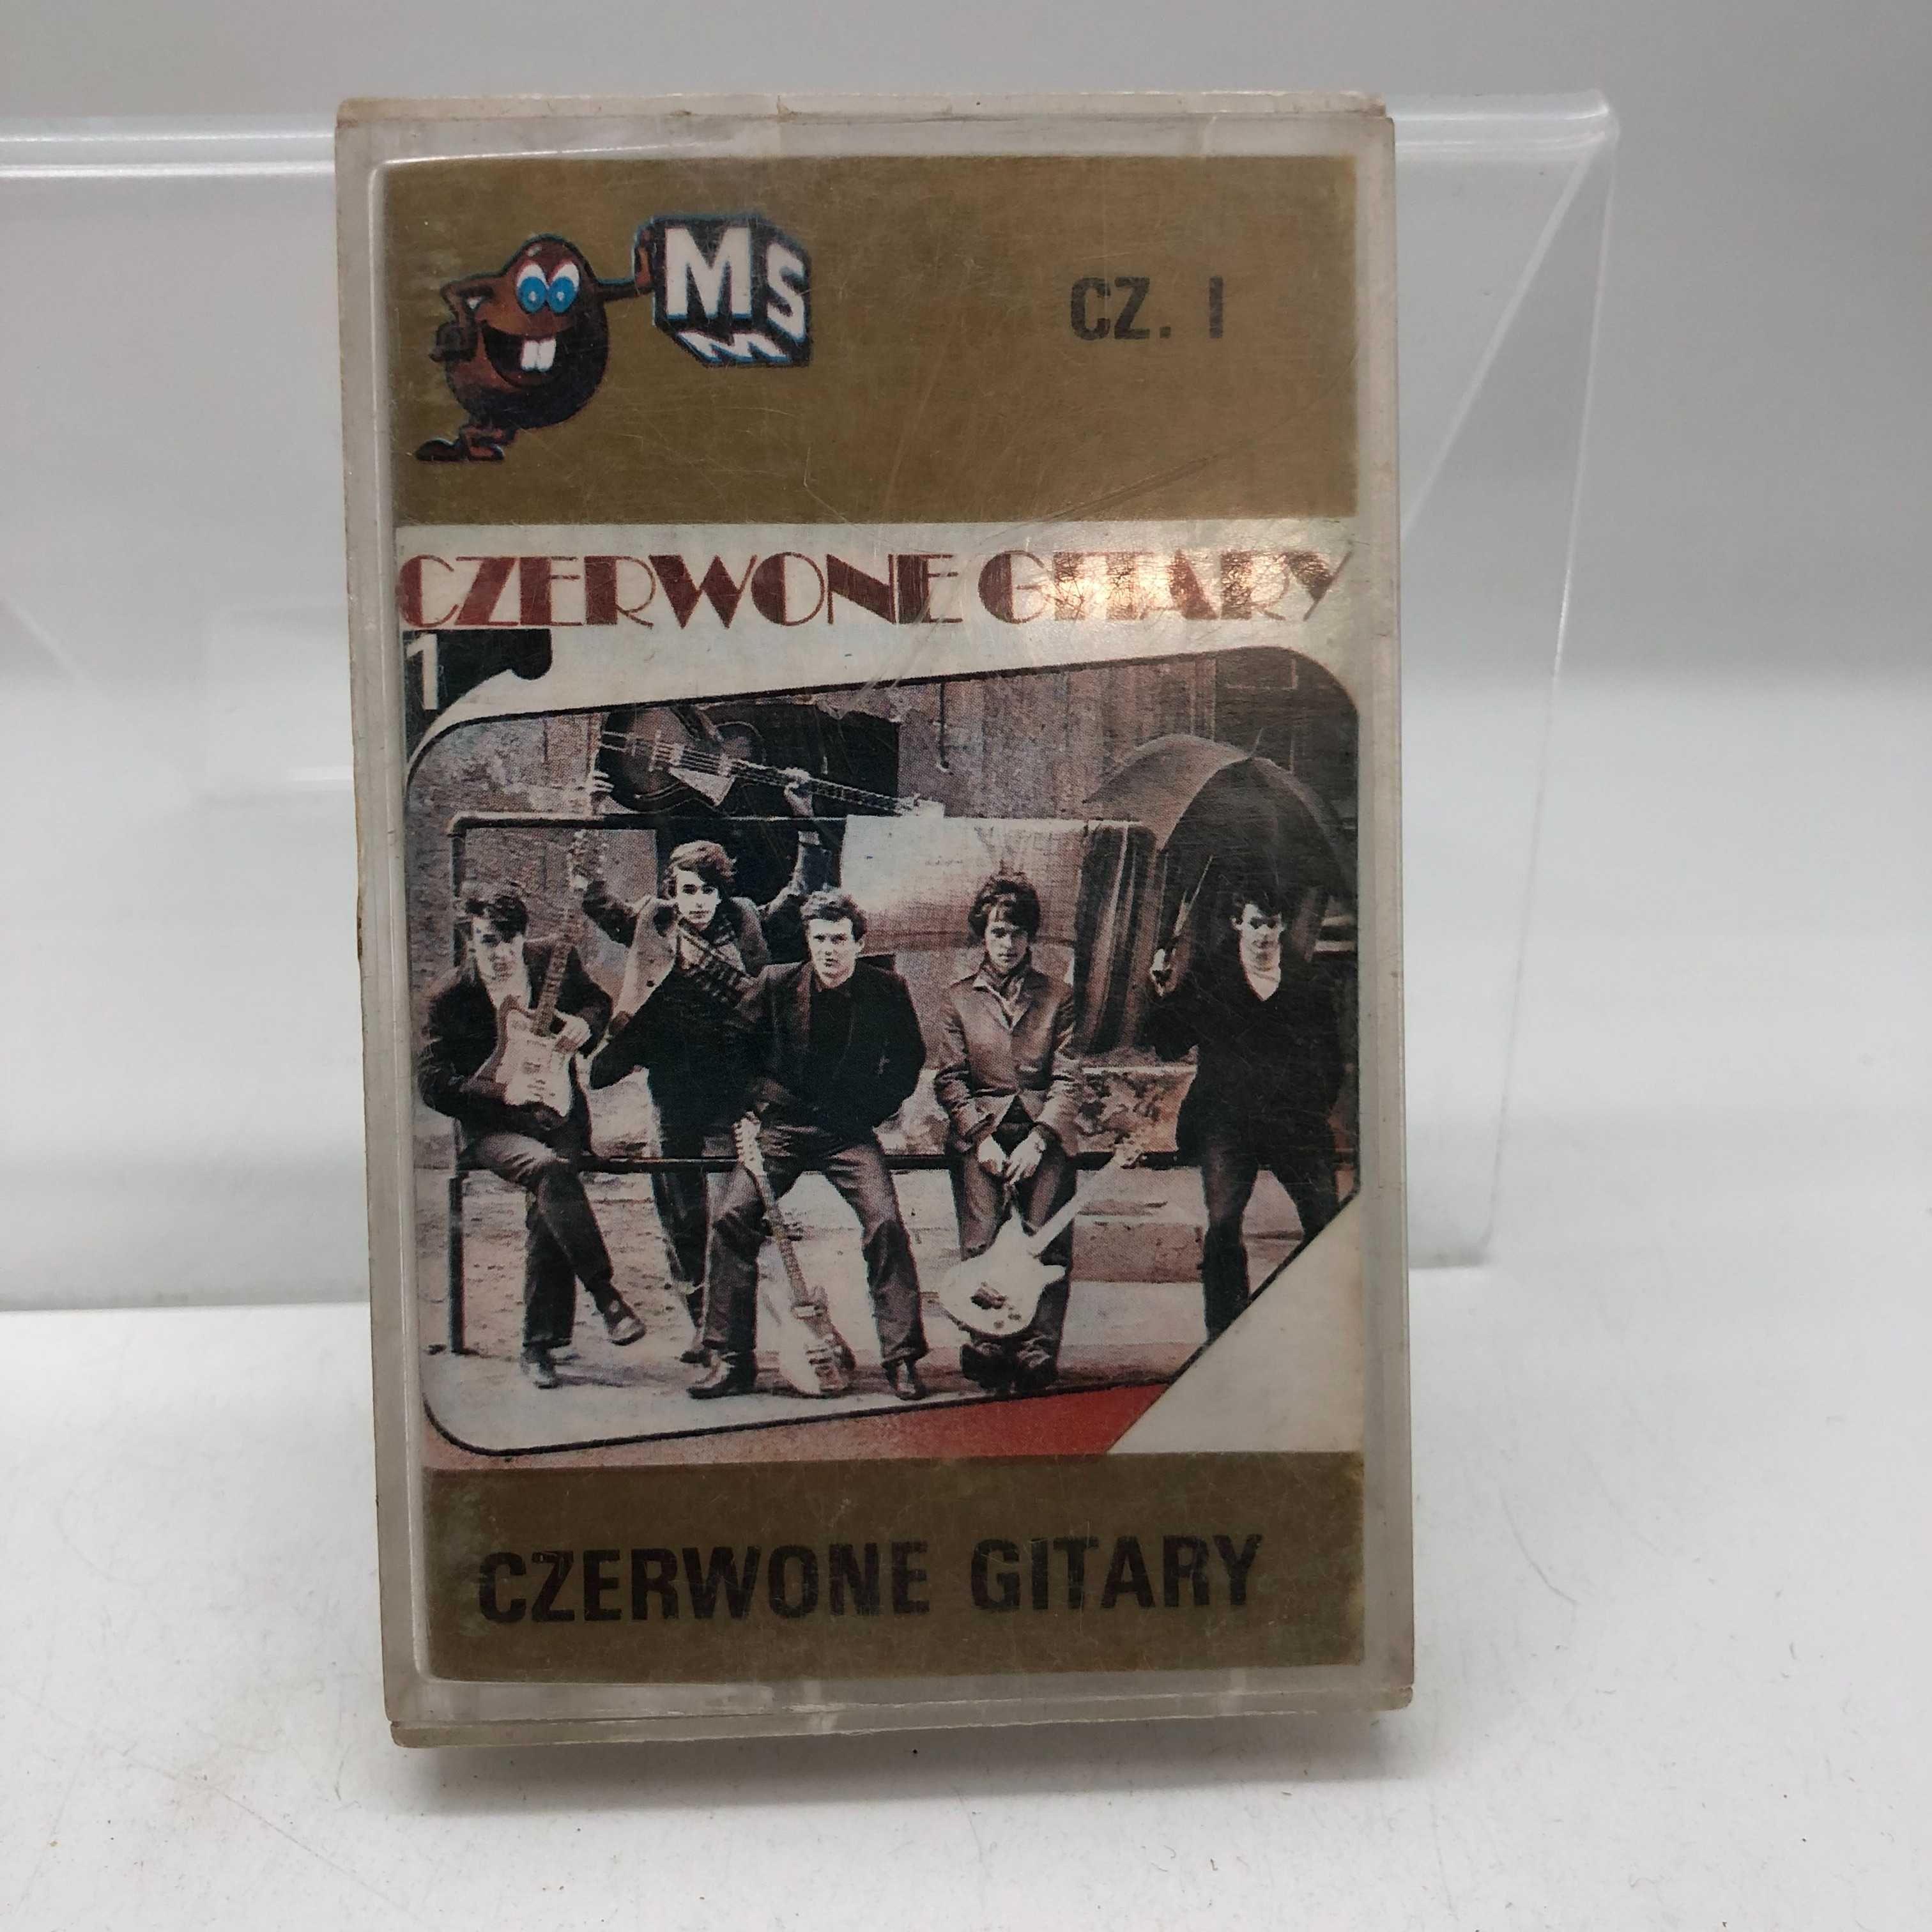 MS
M
CZ. I
CZERWONE GITARY
1
CZERWONE GITARY